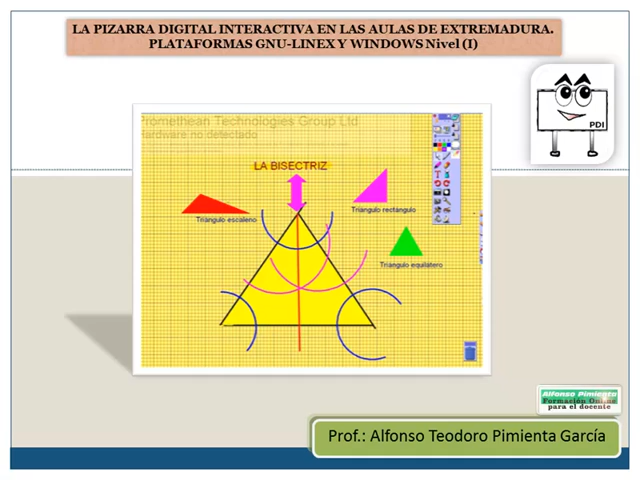 LA PIZARRA DIGITAL INTERACTIVA EN LAS AULAS DE EXTREMADURA.
PLATAFORMAS GNU-LINEX Y WINDOWS Nivel (I)
PDI
Promethean Technologies Group Ltd
Hardware no detectado
LA BISECTRIZ
Triángulo escaleno
Triángulo rectángulo
Triángulo equilátero
Alfonso Pimienta
Formación Online
para el docente
Prof.: Alfonso Teodoro Pimienta García